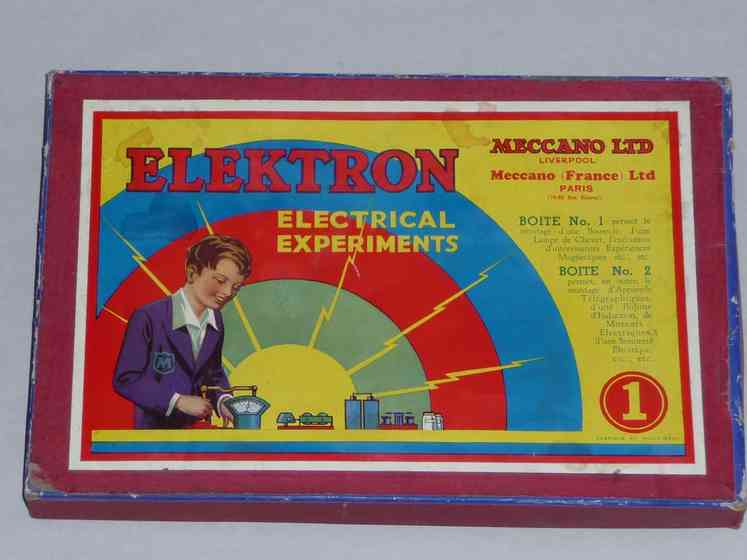 ELEKTRON
ELECTRICAL
EXPERIMENTS
MECCANO LTD
LIVERPOOL
Meccano (France) Ltd
PARIS
BOITE No. 1 permet le
montage d'une Sonnerie, d'une
Lampe de Chevet, l'exécution
d'intéressantes Expériences
Magnétiques etc., etc.
BOITE No. 2
permet, en outre, le
montage d'Appareils
Télégraphiques,
d'une Bobine
d'Induction, de
Moteurs
Electriques,
d'une Sonnerie
Electrique,
etc., etc.
M
1